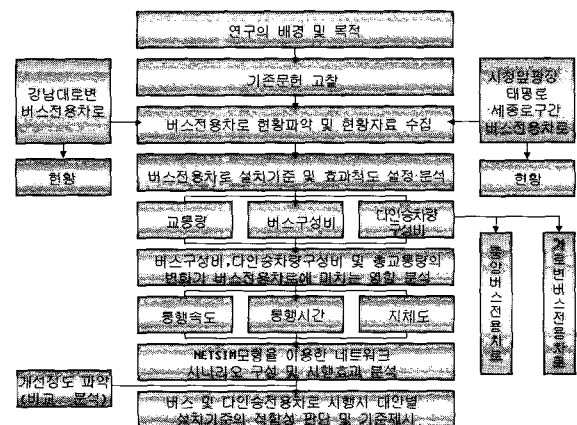 연구의 배경 및 목적
기존문헌 고찰
강남대로변
버스전용차로
시청앞광장
태평로
·세종로구간
버스전용차로
버스전용차로 현황파악 및 현황자료 수집
현황
현황
버스전용차로 설치기준 및 효과척도 설정·분석
교통량
버스구성비
다인승차량
구성비
버스구성비,다인승차량구성비 및 총교통량의
변화가 버스전용차로에 미치는 영향 분석
중앙버스전용차로
가로변버스전용차로
통행속도
통행시간
지체도
NETSIM모형을 이용한 네트워크
시나리오 구성 및 시행효과 분석
개선정도 파악
(비교 분석)
버스 및 다인승전용차로 시행시 대안별
설치기준의 적합성 판단 및 기준제시